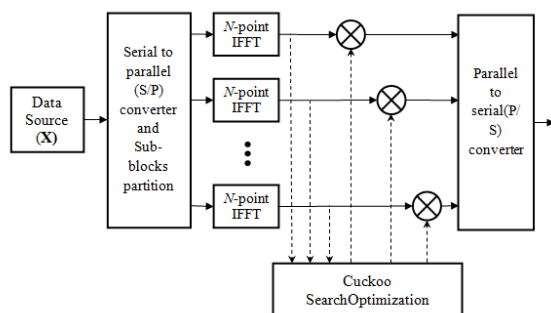 Data
Source
(X)
Serial to
parallel
(S/P)
converter
and
Sub-
blocks
partition
N-point
IFFT
N-point
IFFT
N-point
IFFT
Parallel
to
serial(P/
S)
converter
Cuckoo
SearchOptimization